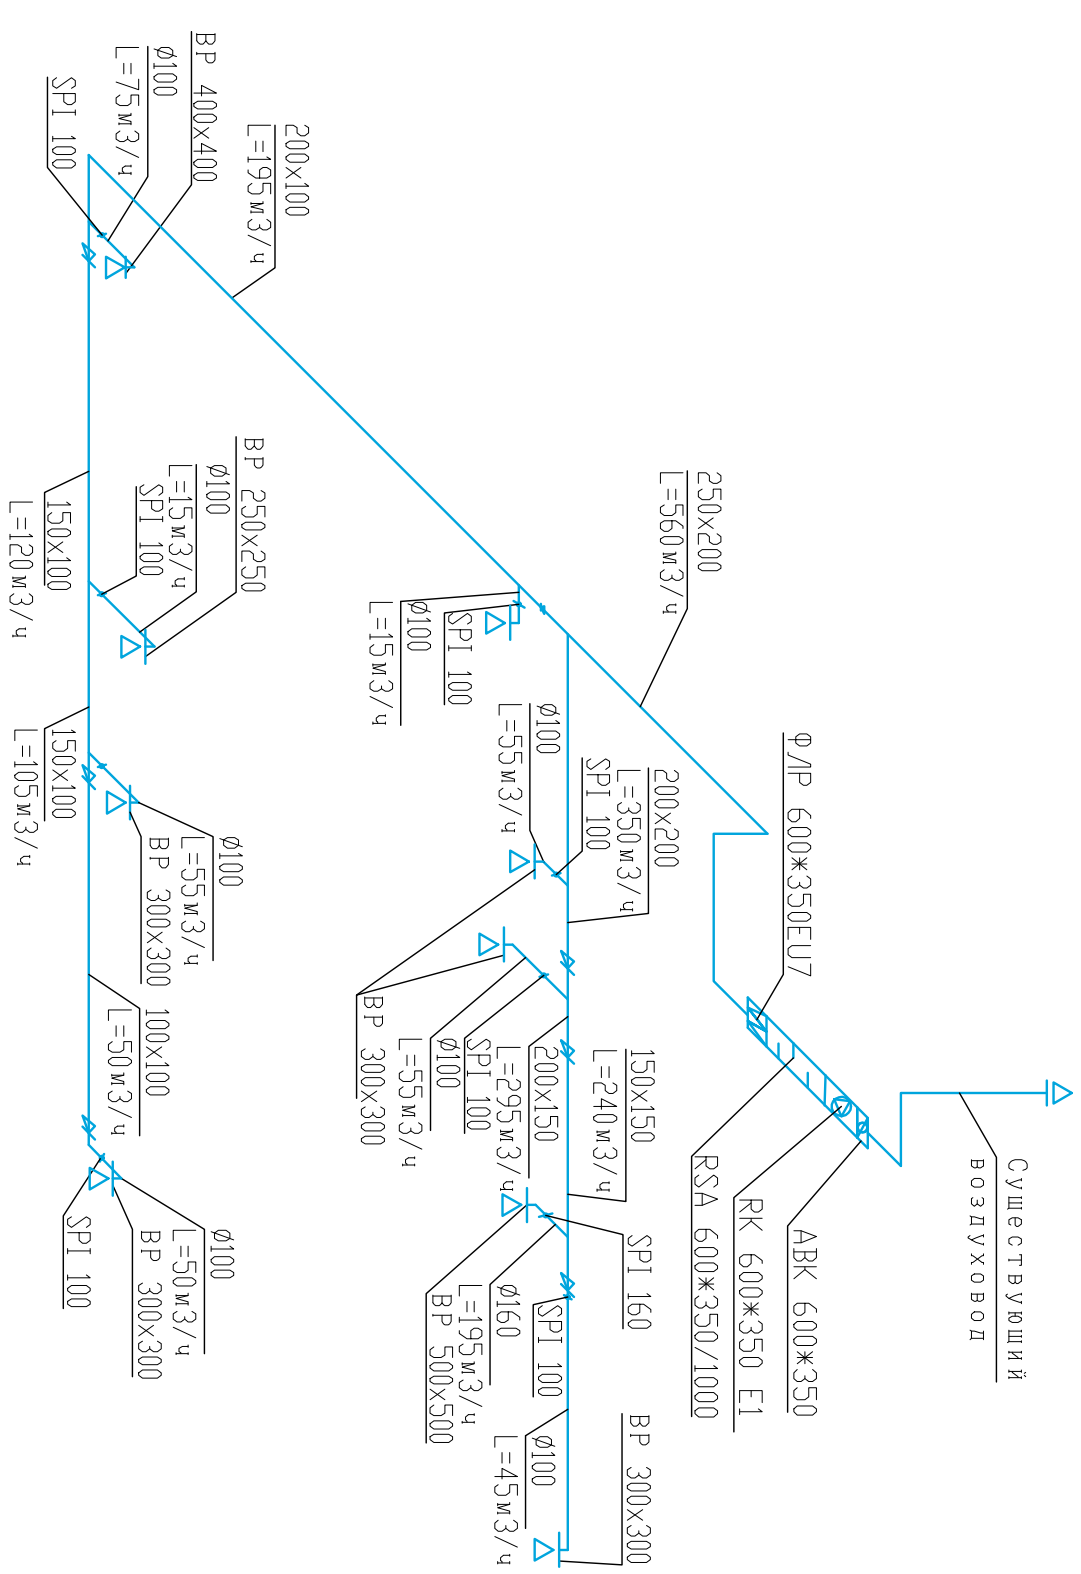 ВР 400х400
Ø100
L=75м3/ч
SPI 100
200х100
L=195м3/ч
ВР 250х250
Ø100
L=15м3/ч
SPI 100
150х100
L=120м3/ч
250х200
L=560м3/ч
SPI 100
Ø100
L=15м3/ч
Ø100
L=55м3/ч
SPI 100
200х200
L=350м3/ч
150х100
L=105м3/ч
Ø100
L=55м3/ч
ВР 300х300
ФЛР 600*350EU7
ВР 300х300
Ø100
L=55м3/ч
SPI 100
200х150
L=295м3/ч
150х150
L=240м3/ч
100х100
L=50м3/ч
Существующий
воздуховод
АВК 600*350
RK 600*350 E1
RSA 600*350/1000
SPI 160
Ø160
L=195м3/ч
ВР 500х500
SPI 100
Ø100
L=50м3/ч
ВР 300х300
SPI 100
ВР 300х300
Ø100
L=45м3/ч